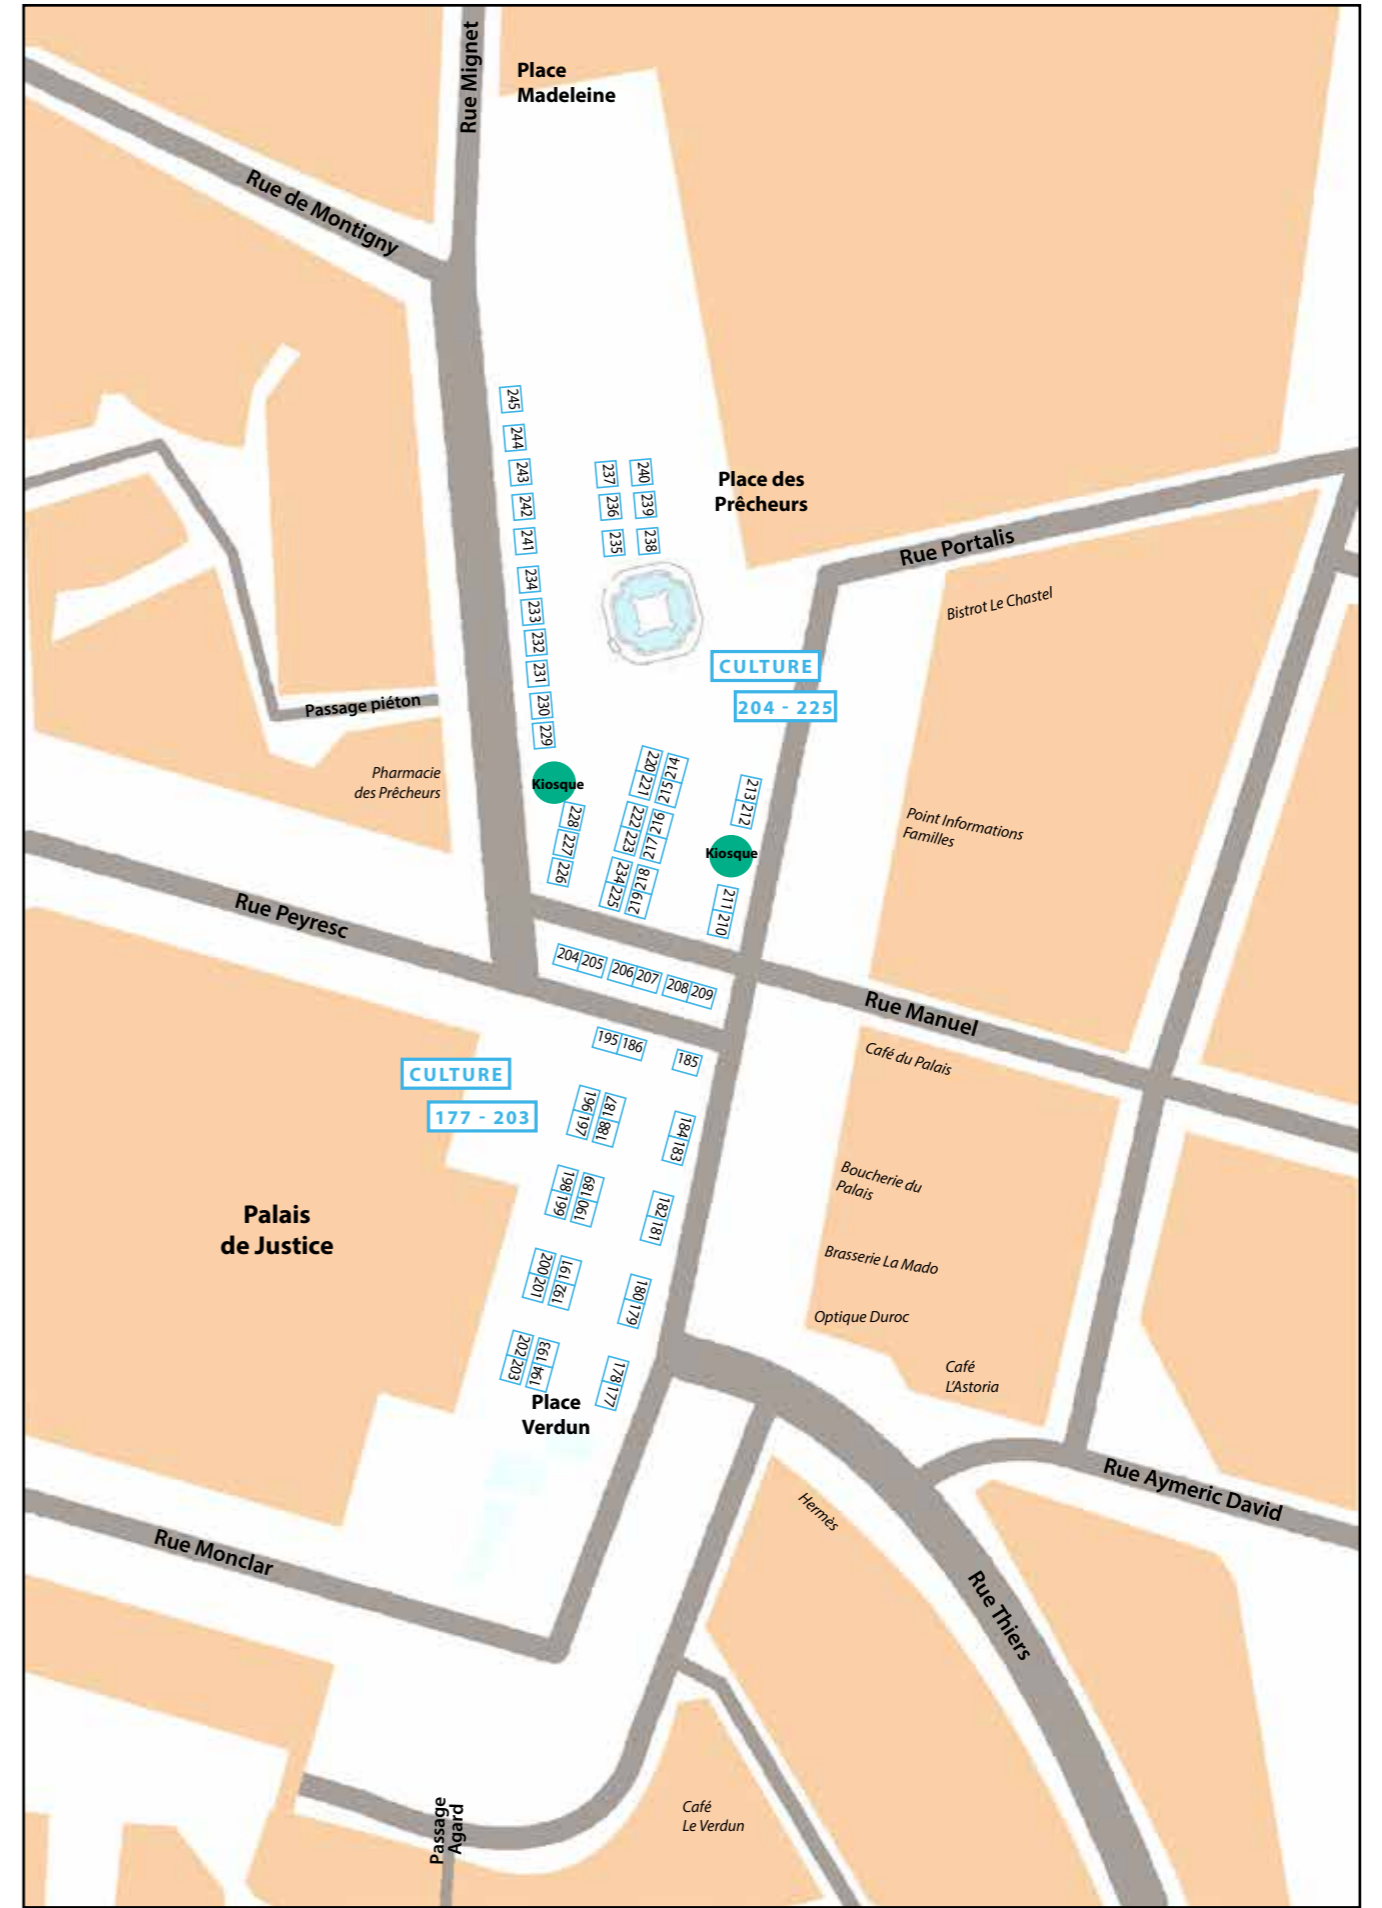 Rue Mignet
Place
Madeleine
Rue de Montigny
245
244
243
242
241
237
240
236
239
235
238
Place des
Prêcheurs
Rue Portalis
Bistrot Le Chastel
234
233
232
231
230
229
CULTURE
204 - 225
Passage piéton
Pharmacie
des Prêcheurs
Kiosque
228
227
226
220
221
214
215
222
223
216
217
234
225
218
219
213
212
Kiosque
211
210
Point Informations
Familles
Rue Peyresc
204
205
206
207
208
209
Rue Manuel
Café du Palais
195
186
185
CULTURE
177 - 203
196
197
187
188
184
183
Boucherie du
Palais
198
199
189
190
182
181
Palais
de Justice
Brasserie La Mado
200
201
191
192
180
179
Optique Duroc
202
203
193
194
178
177
Café
L'Astoria
Place
Verdun
Rue Aymeric David
Hermès
Rue Monclar
Rue Thiers
Passage
Agard
Café
Le Verdun